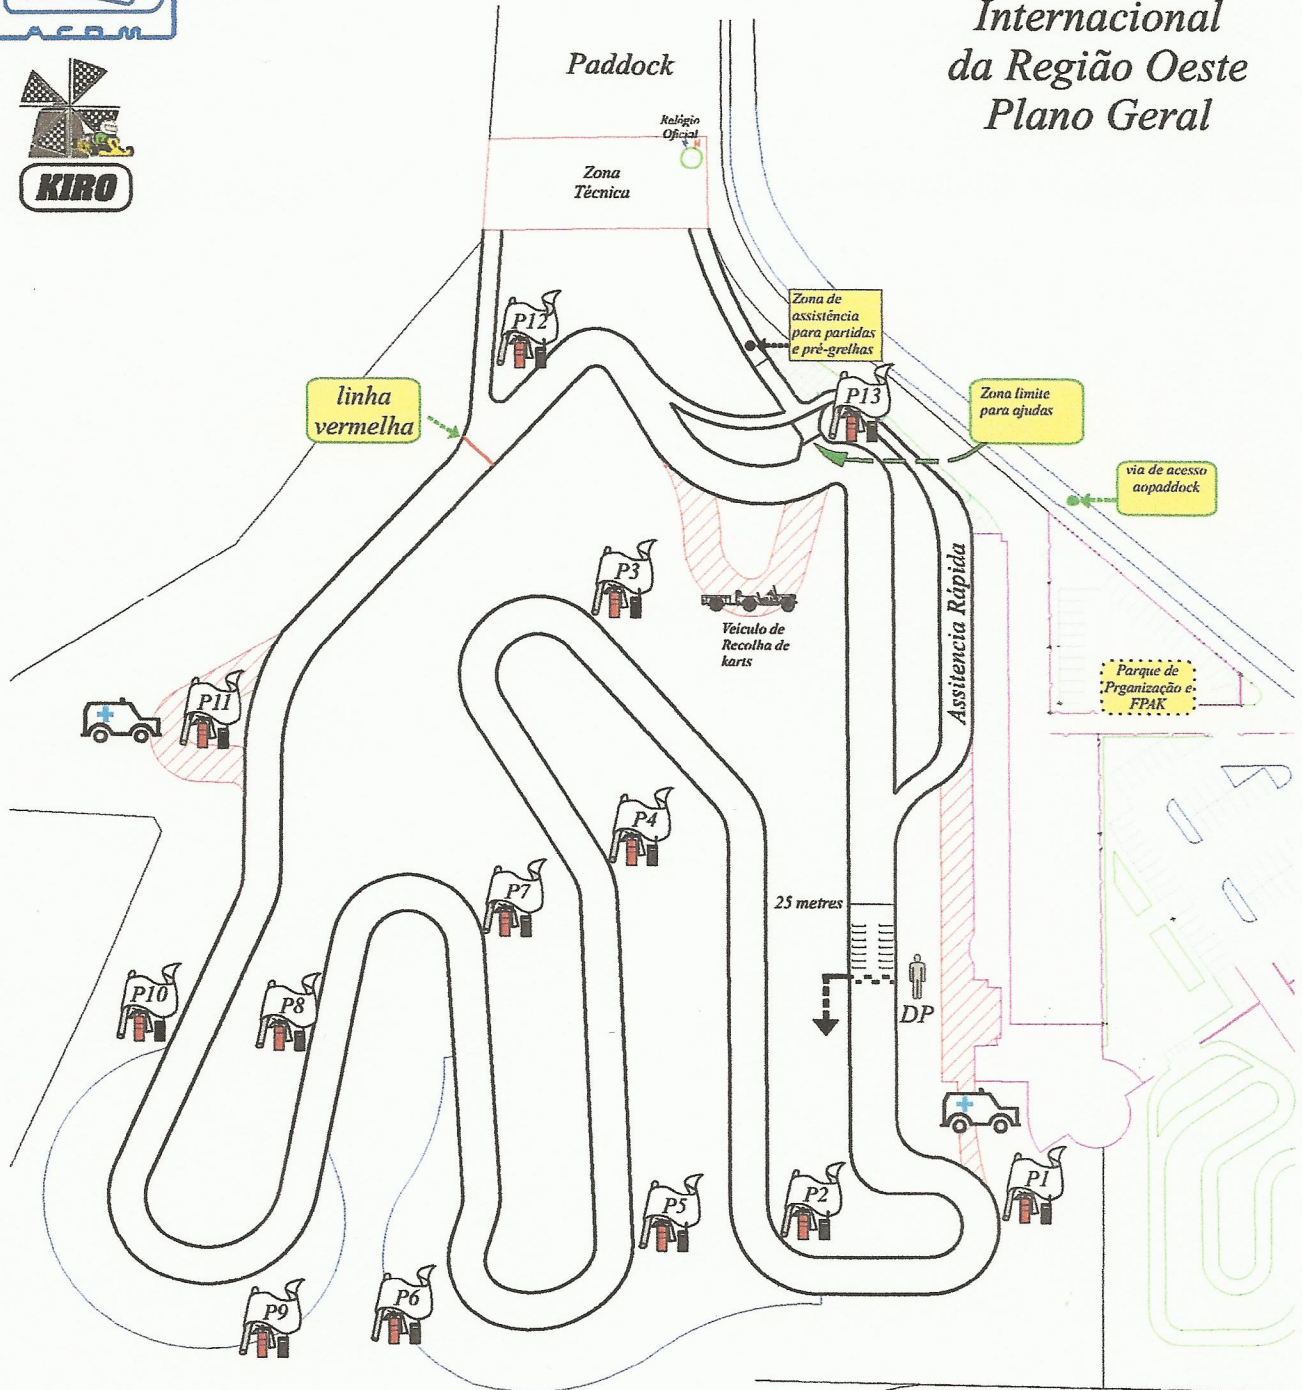 ACDM
Internacional
da Região Oeste
Plano Geral
KIRO
Paddock
Relógio
Oficial
Zona
Técnica
P12
Zona de
assistência
para partidas
e pré-grelhas
linha
vermelha
P13
Zona limite
para ajudas
via de acesso
aopaddock
P3
Veiculo de
Recolha de
karts
Assitencia Rápida
Parque de
Prganização e
FPAK
P11
P4
P7
25 metres
P10
P8
DP
P1
P2
P5
P9
P6